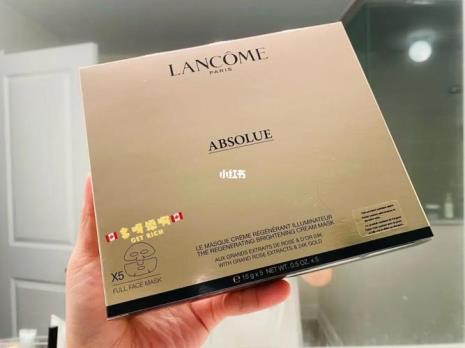 LANCÔME
PARIS
ABSOLUE
小红书
GET RICH
LE MASQUE CRÈME RÉGÉNÉRANT ILLUMINATEUR
THE REGENERATING BRIGHTENING CREAM MASK
AUX GRANDS EXTRAITS DE ROSE & D'OR 24K
WITH GRAND ROSE EXTRACTS & 24K GOLD
X5
FULL FACE MASK
e 15 g x 5 NET WT. 0.5 OZ. x 5